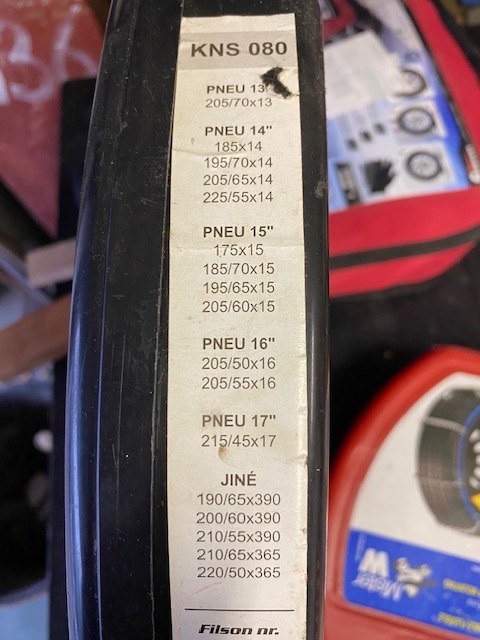 KNS 080
PNEU 13
205/70x13
PNEU 14"
185x14
195/70x14
205/65x14
225/55x14
PNEU 15"
175x15
185/70x15
195/65x15
205/60x15
PNEU 16"
205/50x16
205/55x16
PNEU 17"
215/45x17
JINÉ
190/65x390
200/60x390
210/55x390
210/65x365
220/50x365
Filson nr.